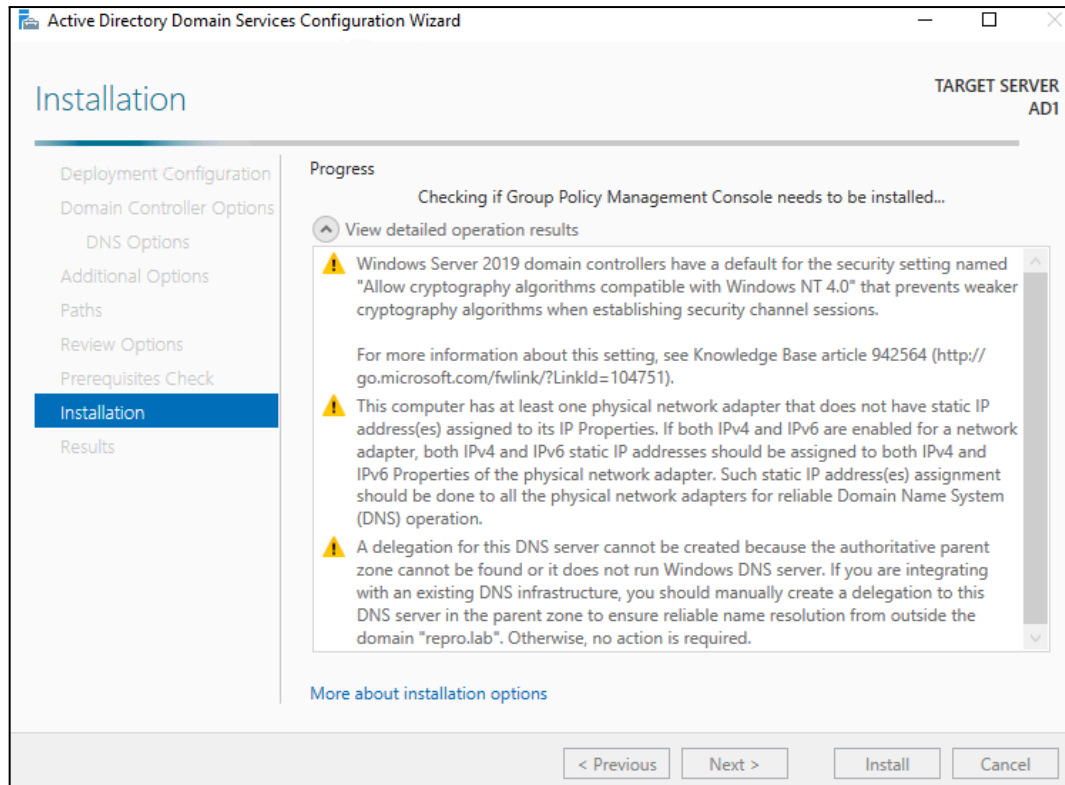 Active Directory Domain Services Configuration Wizard
Installation
TARGET SERVER
AD1
Deployment Configuration
Domain Controller Options
DNS Options
Additional Options
Paths
Review Options
Prerequisites Check
Installation
Results
Progress
Checking if Group Policy Management Console needs to be installed...
View detailed operation results
Windows Server 2019 domain controllers have a default for the security setting named
"Allow cryptography algorithms compatible with Windows NT 4.0" that prevents weaker
cryptography algorithms when establishing security channel sessions.
For more information about this setting, see Knowledge Base article 942564 (http://
go.microsoft.com/fwlink/?LinkId=104751).
This computer has at least one physical network adapter that does not have static IP
address(es) assigned to its IP Properties. If both IPv4 and IPv6 are enabled for a network
adapter, both IPv4 and IPv6 static IP addresses should be assigned to both IPv4 and
IPv6 Properties of the physical network adapter. Such static IP address(es) assignment
should be done to all the physical network adapters for reliable Domain Name System
(DNS) operation.
A delegation for this DNS server cannot be created because the authoritative parent
zone cannot be found or it does not run Windows DNS server. If you are integrating
with an existing DNS infrastructure, you should manually create a delegation to this
DNS server in the parent zone to ensure reliable name resolution from outside the
domain "repro.lab". Otherwise, no action is required.
More about installation options
< Previous
Next >
Install
Cancel